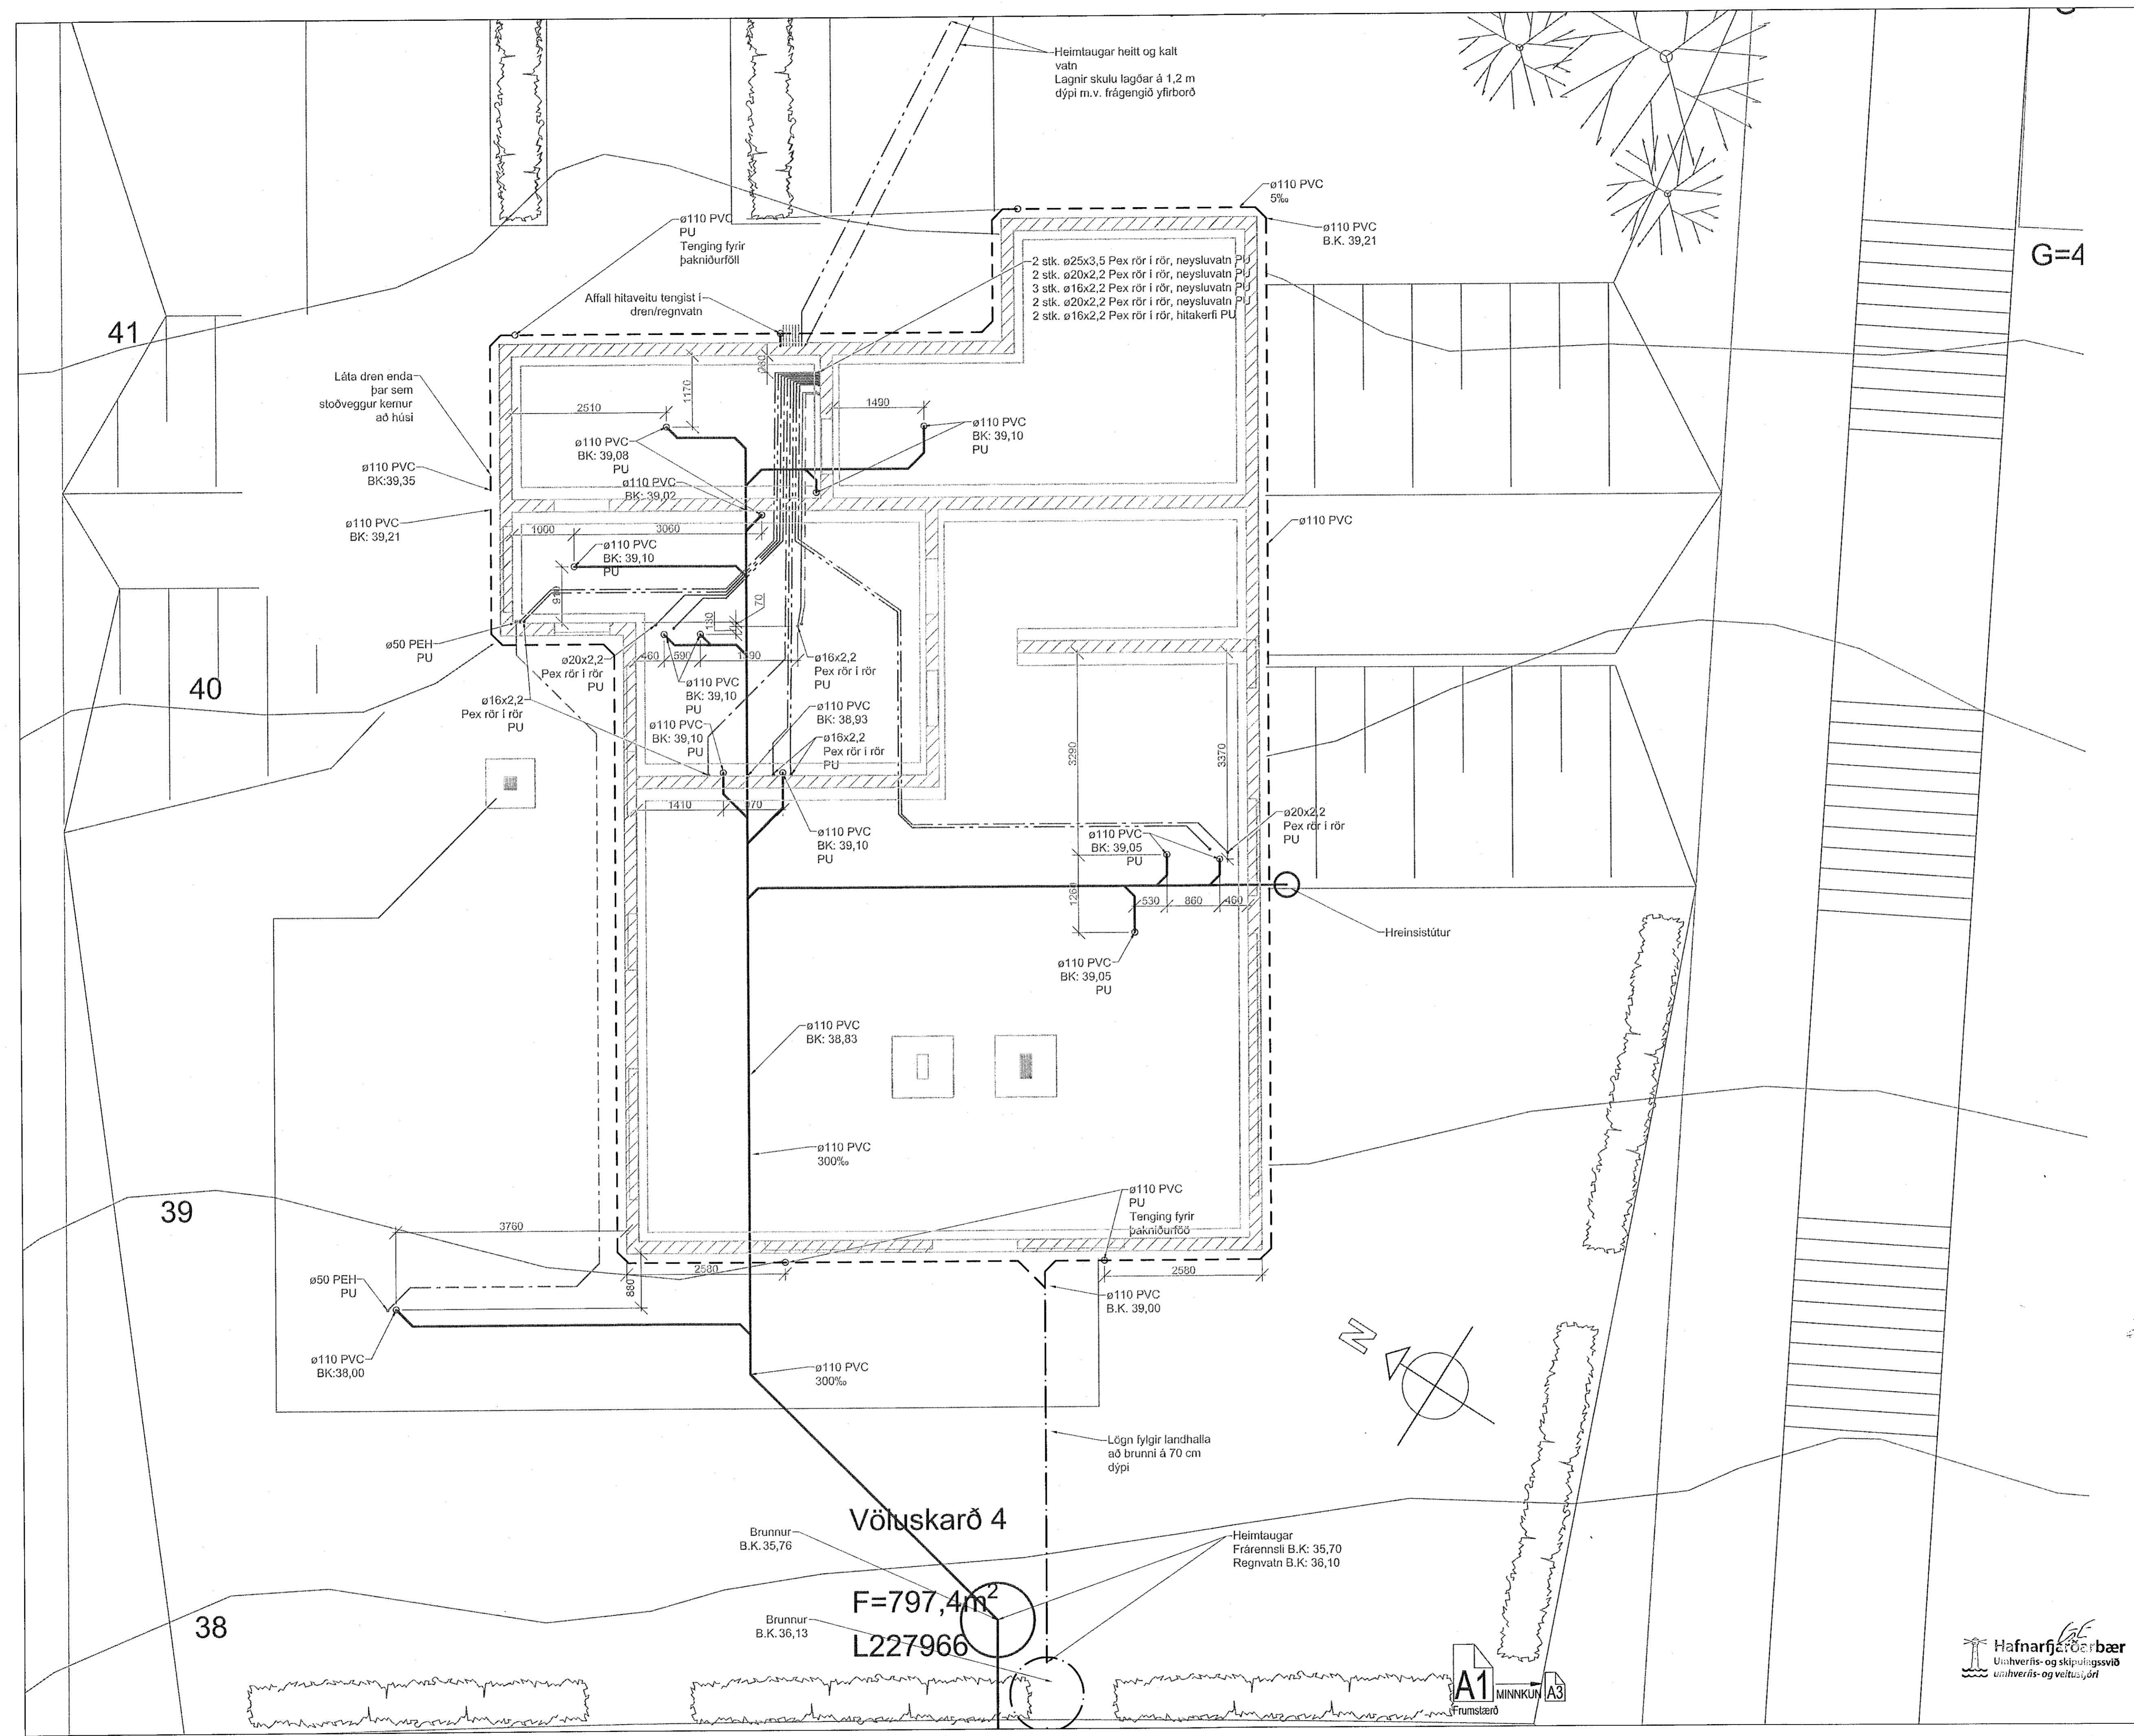 Heimtaugar heitt og kalt
vatn
Lagnir skulu lagðar á 1,2 m
dýpi m.v. frágengið yfirborð
ø110 PVC
5‰
ø110 PVC
B.K. 39,21
G=4
ø110 PVC
PU
Tenging fyrir
þakniðurföll
2 stk. ø25x3,5 Pex rör í rör, neysluvatn PU
2 stk. ø20x2,2 Pex rör í rör, neysluvatn PU
3 stk. ø16x2,2 Pex rör í rör, neysluvatn PU
2 stk. ø20x2,2 Pex rör í rör, neysluvatn PU
2 stk. ø16x2,2 Pex rör í rör, hitakerfi PU
Affall hitaveitu tengist í
dren/regnvatn
41
Láta dren enda
þar sem
stoðveggur kemur
að húsi
1170
2510
1490
ø110 PVC
BK: 39,10
PU
ø110 PVC
BK: 39,08
PU
ø110 PVC
BK:39,35
ø110 PVC
BK: 39,02
ø110 PVC
BK: 39,21
ø110 PVC
1000
3060
ø110 PVC
BK: 39,10
PU
910
70
130
ø50 PEH
PU
460
590
1590
ø20x2,2
Pex rör í rör
PU
ø16x2,2
Pex rör í rör
PU
40
ø110 PVC
BK: 39,10
PU
ø16x2,2
Pex rör í rör
PU
ø110 PVC
BK: 38,93
ø110 PVC
BK: 39,10
PU
ø16x2,2
Pex rör í rör
PU
3290
3370
1410
970
ø110 PVC
BK: 39,10
PU
ø20x2,2
Pex rör í rör
PU
ø110 PVC
BK: 39,05
PU
1260
530
860
460
Hreinsistútur
ø110 PVC
BK: 39,05
PU
ø110 PVC
BK: 38,83
ø110 PVC
300‰
ø110 PVC
PU
Tenging fyrir
þakniðurföll
39
3760
2580
2580
880
ø50 PEH
PU
ø110 PVC
B.K. 39,00
N
ø110 PVC
BK:38,00
ø110 PVC
300‰
Lögn fylgir landhalla
að brunni á 70 cm
dýpi
Völuskarð 4
Brunnur
B.K. 35,76
Heimtaugar
Frárennsli B.K: 35,70
Regnvatn B.K: 36,10
F=797,4m²
38
Brunnur
B.K. 36,13
L227966
Hafnarfjarðarbær
Umhverfis- og skipulagssvið
umhverfis- og veitustjóri
A1 MINNKUN A3
Frumstærð